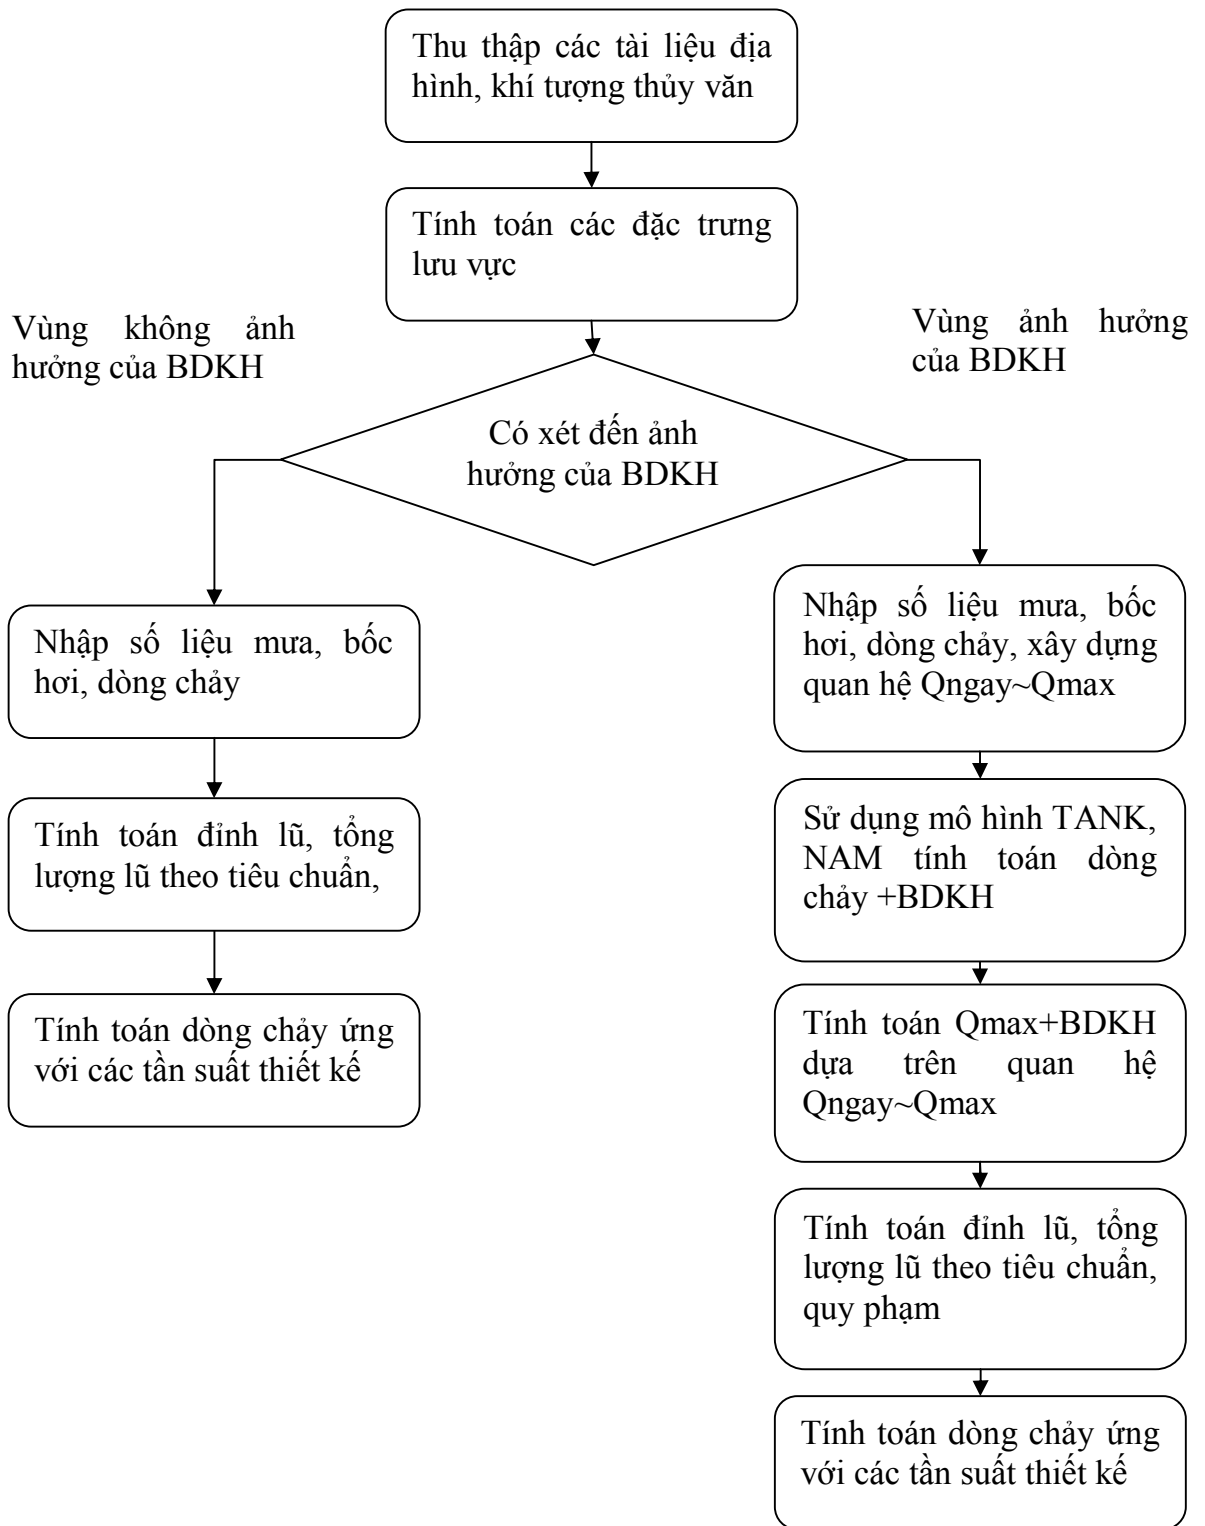 Thu thập các tài liệu địa
hình, khí tượng thủy văn
Tính toán các đặc trưng
lưu vực
Vùng không ảnh
hưởng của BDKH
Vùng ảnh hưởng
của BDKH
Có xét đến ảnh
hưởng của BDKH
Nhập số liệu mưa, bốc
hơi, dòng chảy
Tính toán đỉnh lũ, tổng
lượng lũ theo tiêu chuẩn,
Tính toán dòng chảy ứng
với các tần suất thiết kế
Nhập số liệu mưa, bốc
hơi, dòng chảy, xây dựng
quan hệ Qngay~Qmax
Sử dụng mô hình TANK,
NAM tính toán dòng
chảy +BDKH
Tính toán Qmax+BDKH
dựa trên quan hệ
Qngay~Qmax
Tính toán đỉnh lũ, tổng
lượng lũ theo tiêu chuẩn,
quy phạm
Tính toán dòng chảy ứng
với các tần suất thiết kế